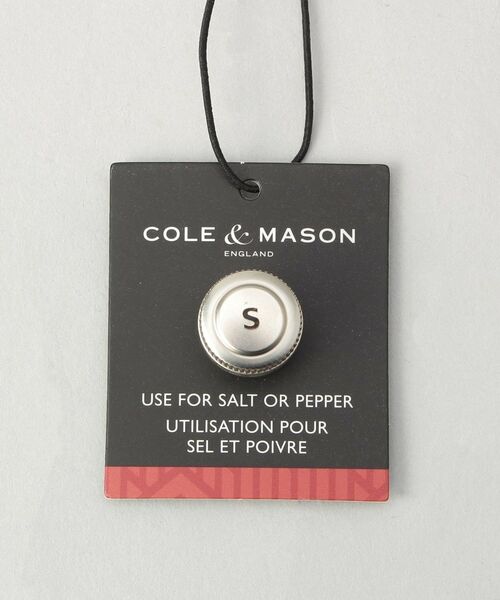 COLE & MASON
ENGLAND
S
USE FOR SALT OR PEPPER
UTILISATION POUR
SEL ET POIVRE